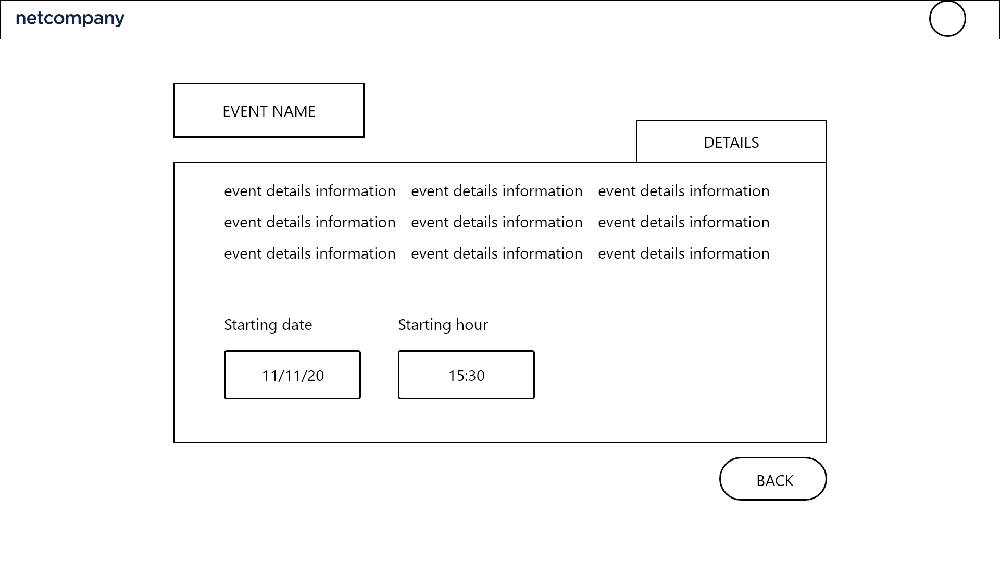 netcompany
EVENT NAME
DETAILS
event details information event details information event details information
event details information event details information event details information
event details information event details information event details information
Starting date Starting hour
11/11/20 15:30
BACK